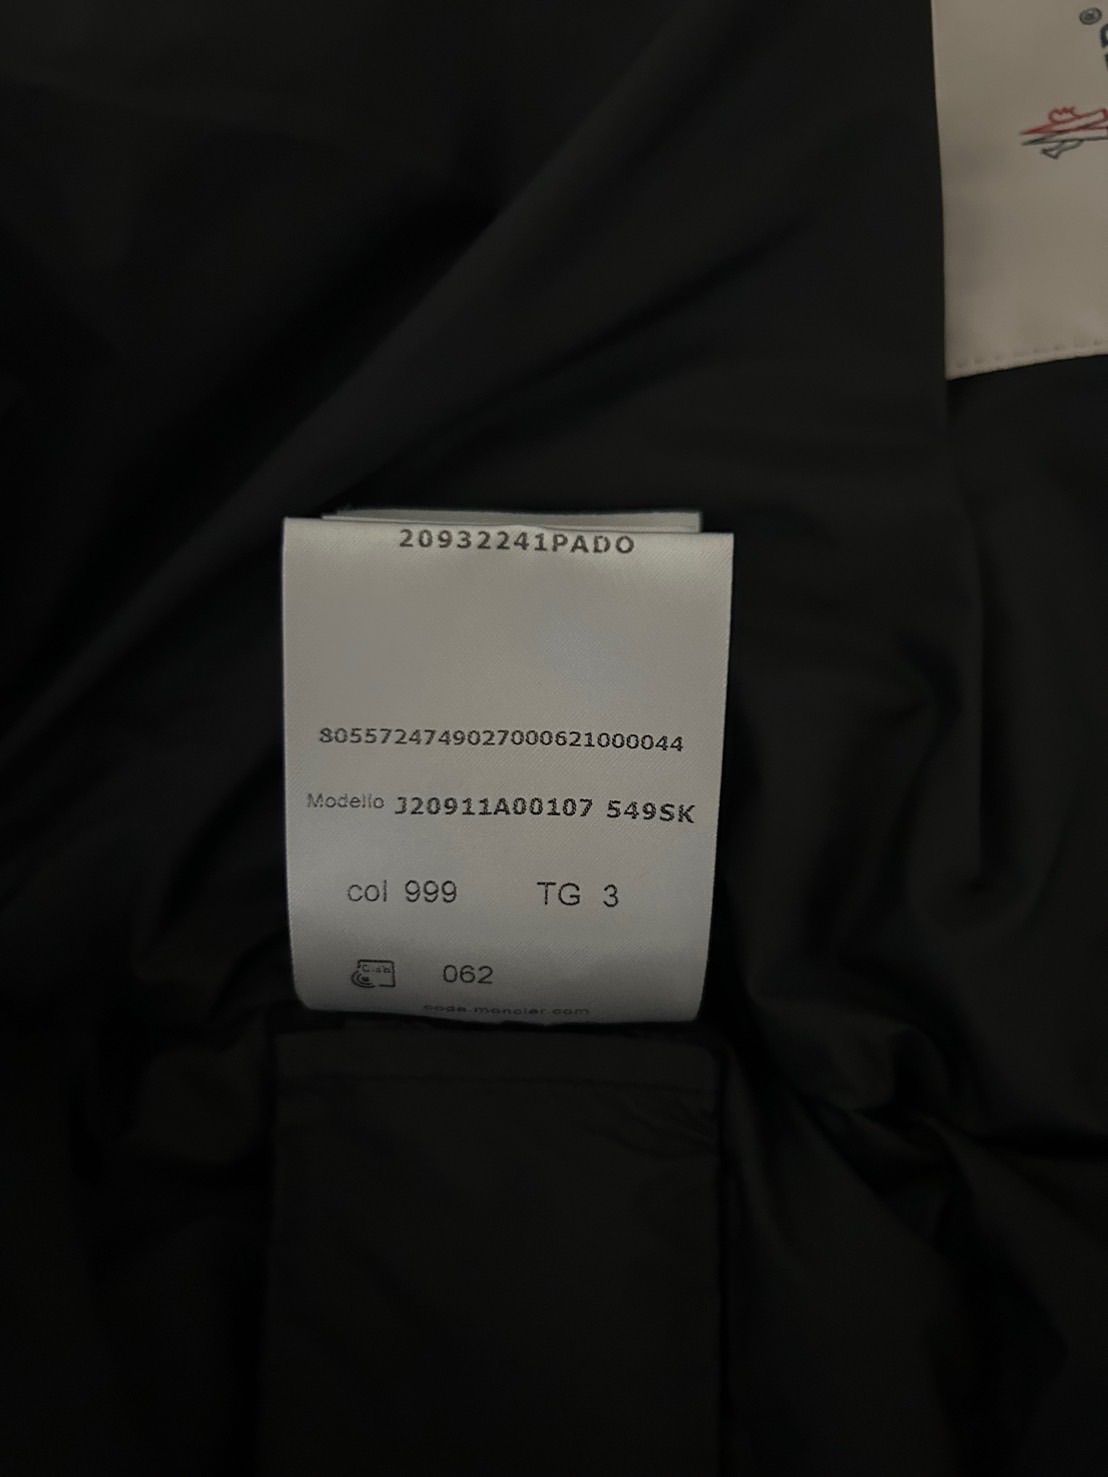 ®
20932241PADO
8055724749027000621000044
Modello J20911A00107 549SK
col 999 TG 3
062
code.moncler.com